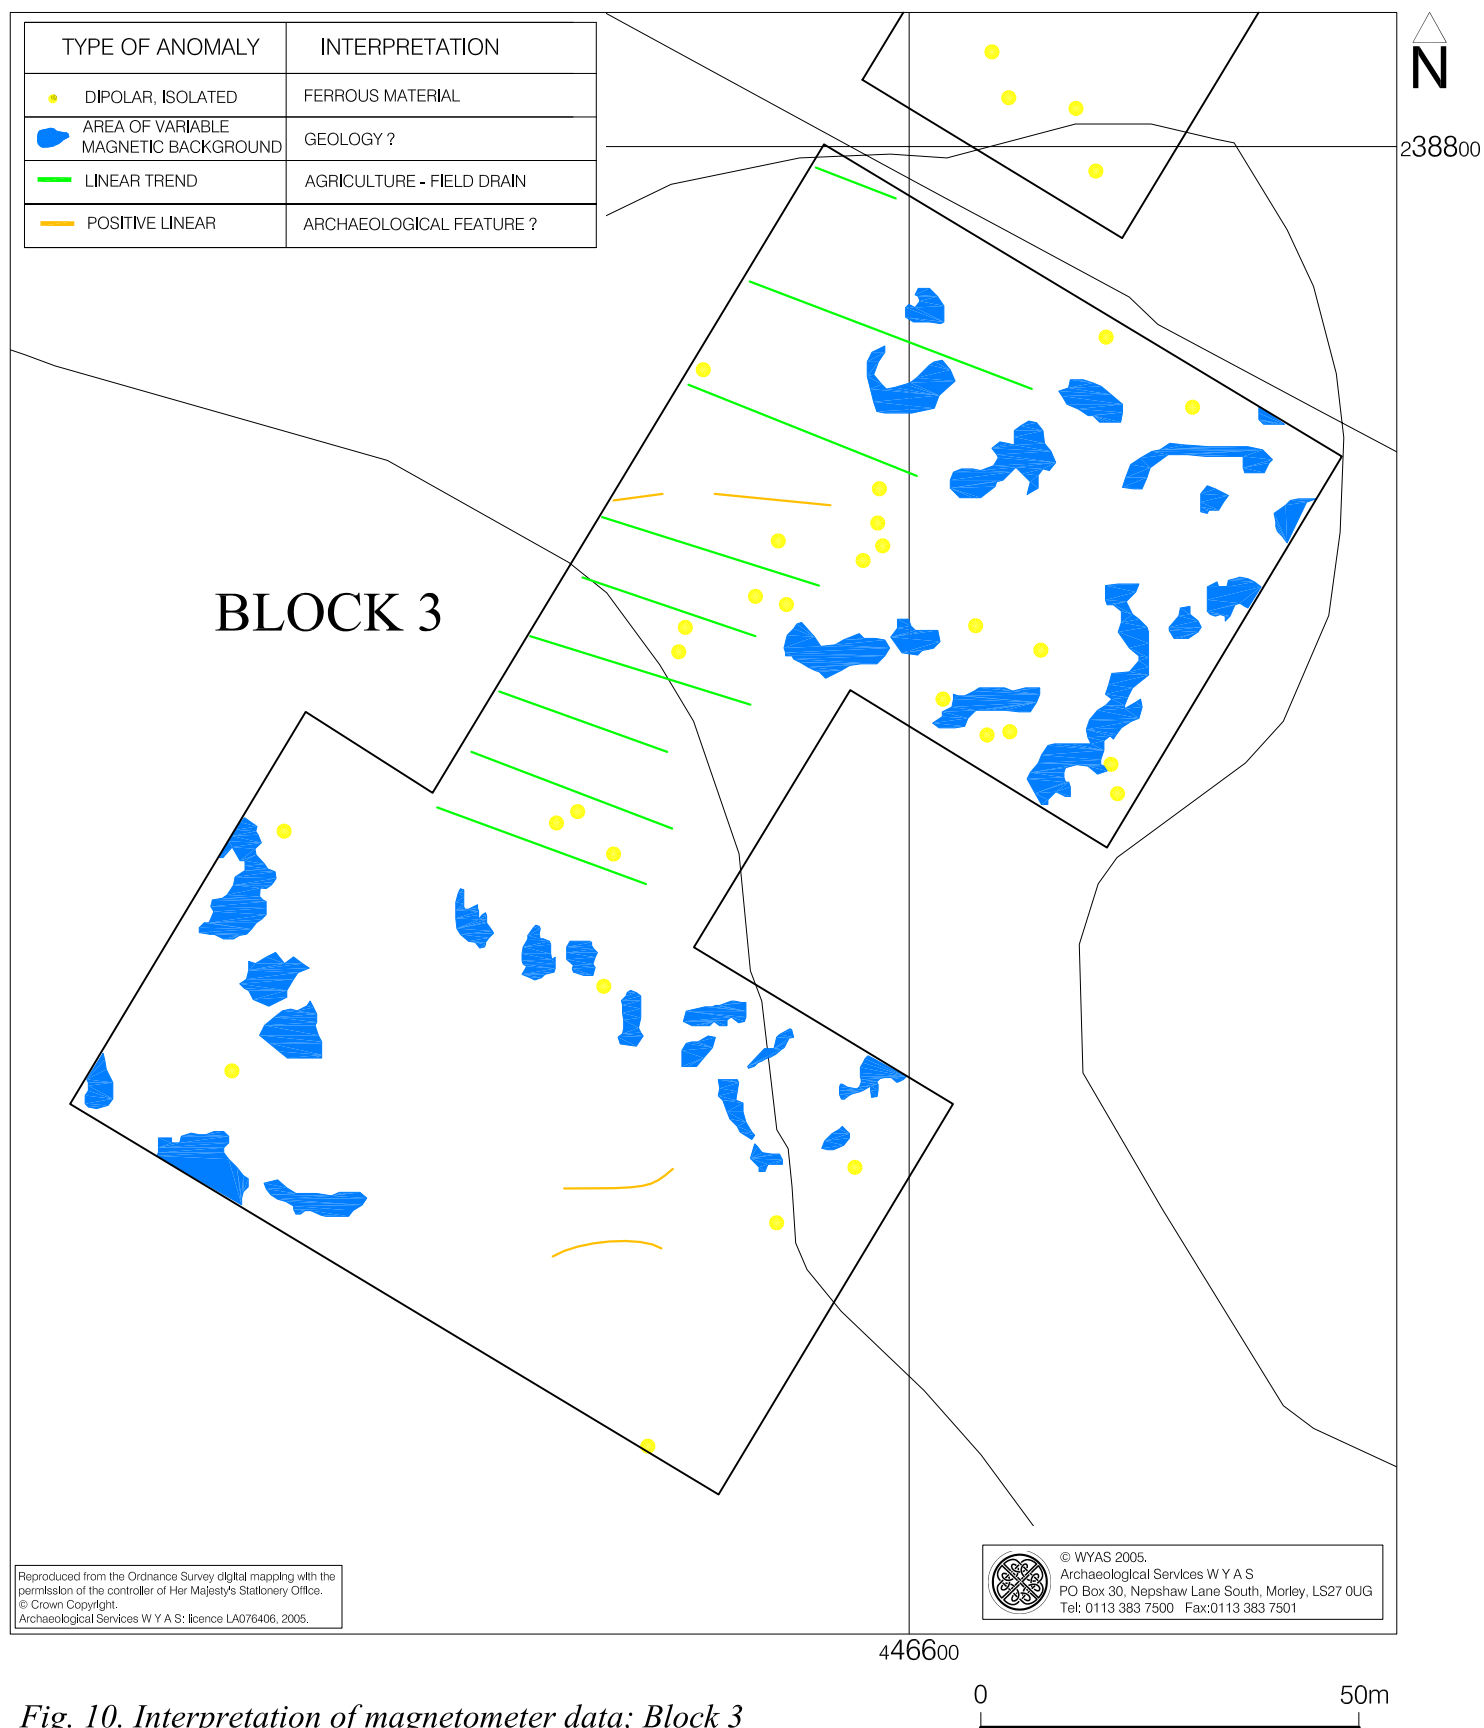 TYPE OF ANOMALY INTERPRETATION
DIPOLAR, ISOLATED FERROUS MATERIAL
AREA OF VARIABLE
MAGNETIC BACKGROUND GEOLOGY ?
LINEAR TREND AGRICULTURE - FIELD DRAIN
POSITIVE LINEAR ARCHAEOLOGICAL FEATURE ?
N
238800
BLOCK 3
Reproduced from the Ordnance Survey digital mapping with the
permission of the controller of Her Majesty's Stationery Office.
© Crown Copyright.
Archaeological Services W Y A S: licence LA076406, 2005.
© WYAS 2005.
Archaeological Services W Y A S
PO Box 30, Nepshaw Lane South, Morley, LS27 0UG
Tel: 0113 383 7500 Fax:0113 383 7501
446600
0 50m
Fig. 10. Interpretation of magnetometer data; Block 3